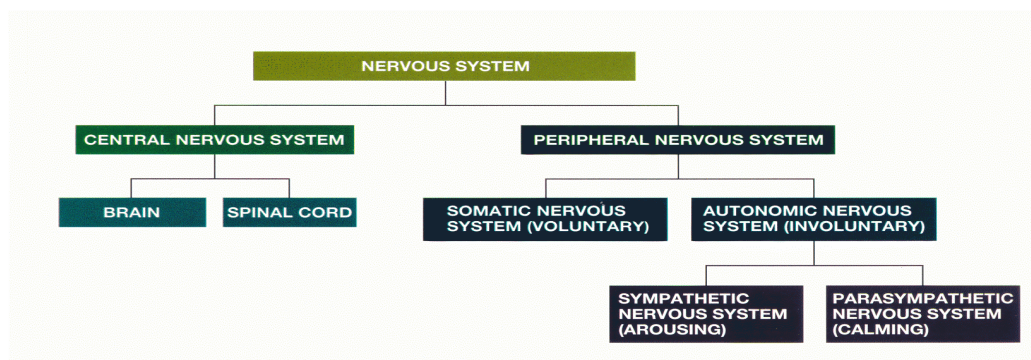 NERVOUS SYSTEM
CENTRAL NERVOUS SYSTEM
PERIPHERAL NERVOUS SYSTEM
BRAIN
SPINAL CORD
SOMATIC NERVOUS
SYSTEM (VOLUNTARY)
AUTONOMIC NERVOUS
SYSTEM (INVOLUNTARY)
SYMPATHETIC
NERVOUS SYSTEM
(AROUSING)
PARASYMPATHETIC
NERVOUS SYSTEM
(CALMING)